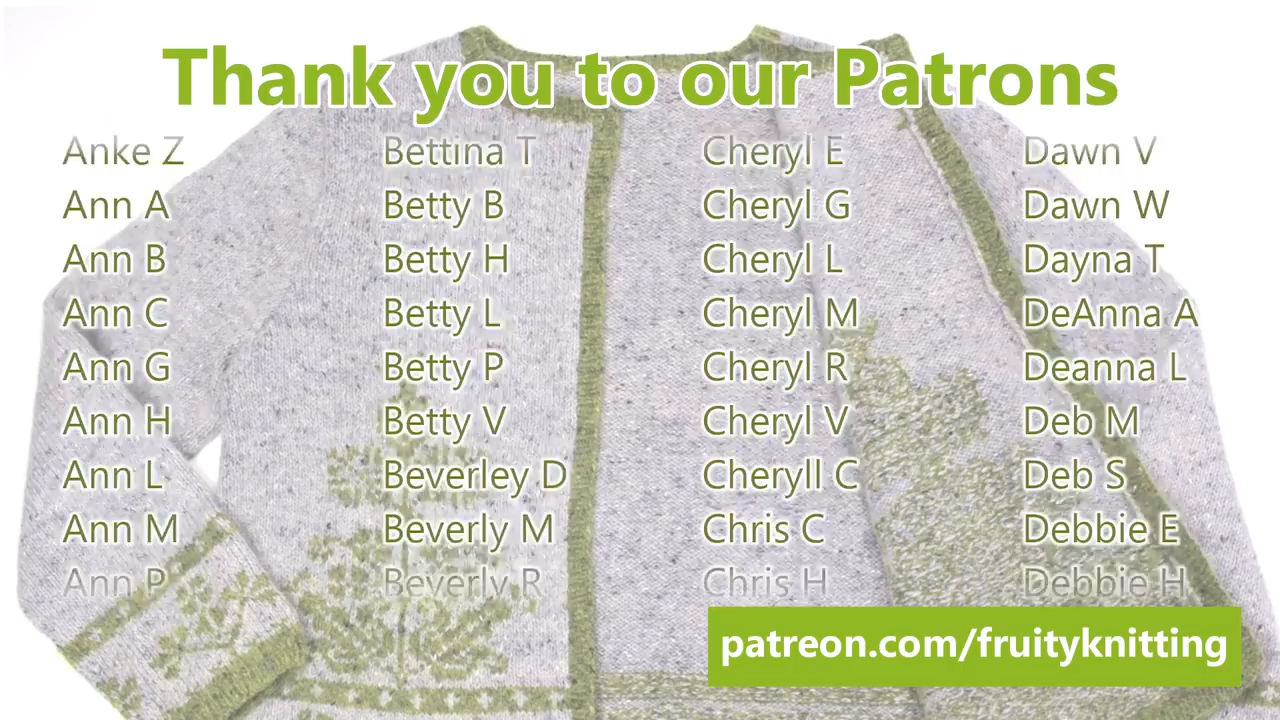 Thank you to our Patrons
Anke Z
Ann A
Ann B
Ann C
Ann G
Ann H
Ann L
Ann M
Ann P
Bettina T
Betty B
Betty H
Betty L
Betty P
Betty V
Beverley D
Beverly M
Beverly R
Cheryl E
Cheryl G
Cheryl L
Cheryl M
Cheryl R
Cheryl V
Cheryll C
Chris C
Chris H
Dawn V
Dawn W
Dayna T
DeAnna A
Deanna L
Deb M
Deb S
Debbie E
Debbie H
patreon.com/fruityknitting